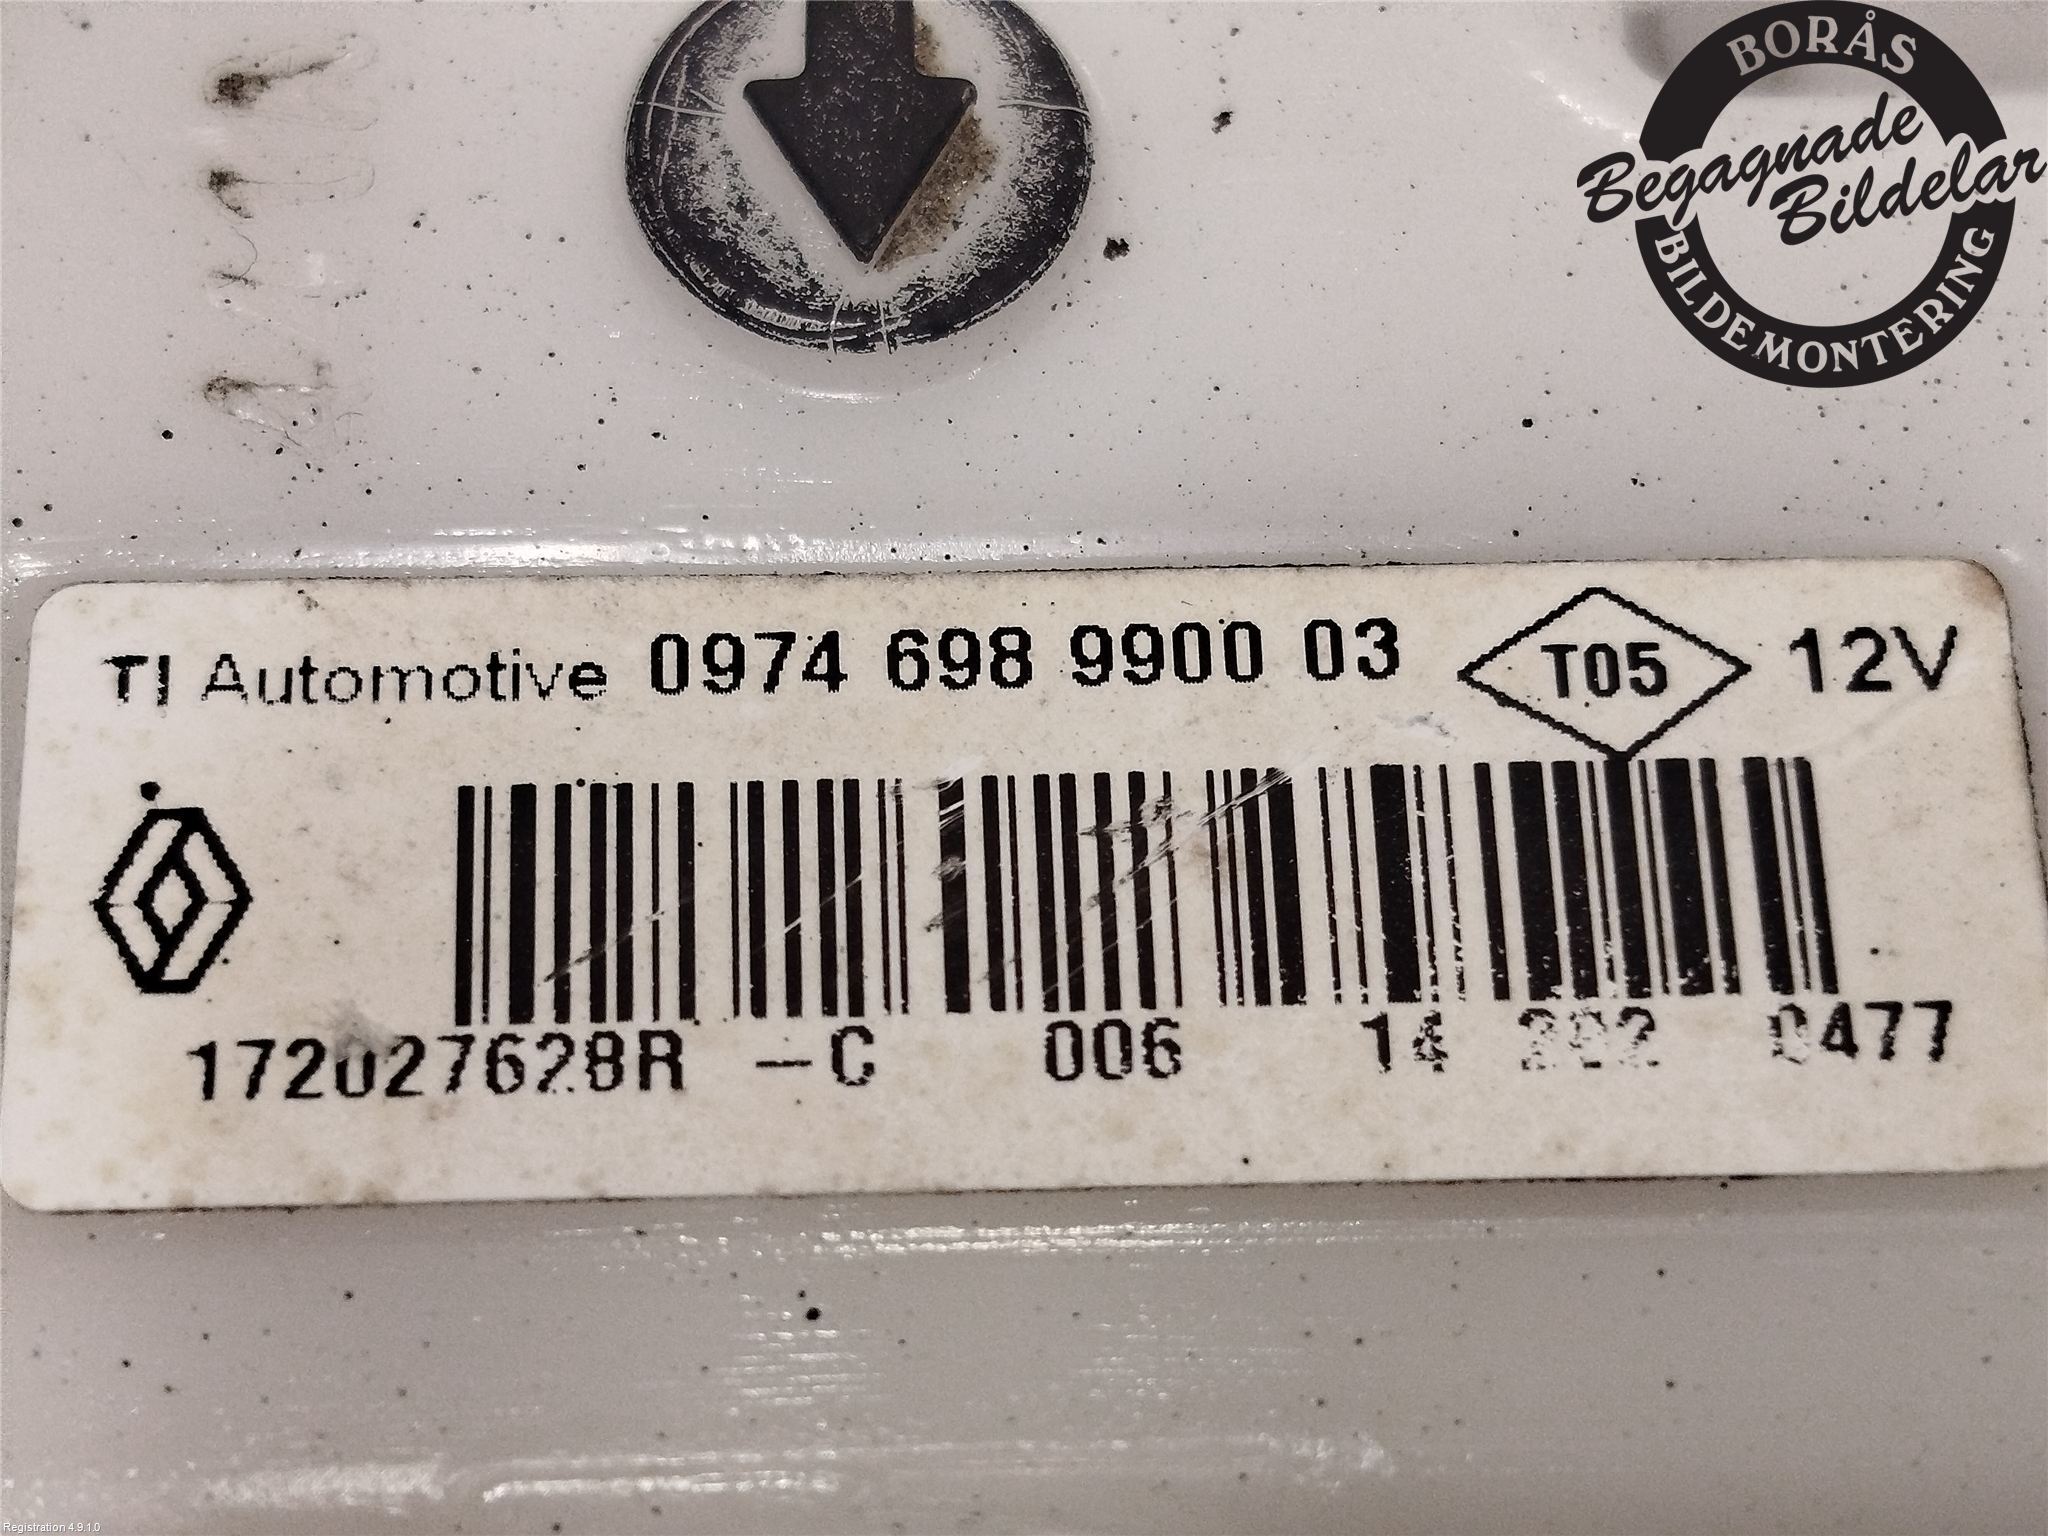 BORÅS
Begagnade
Bildelar
BILDEMONTERING
TI Automotive 0974 698 9900 03 T05 12V
172027628R -C 006 14 0477
Registration 4.9.1.0